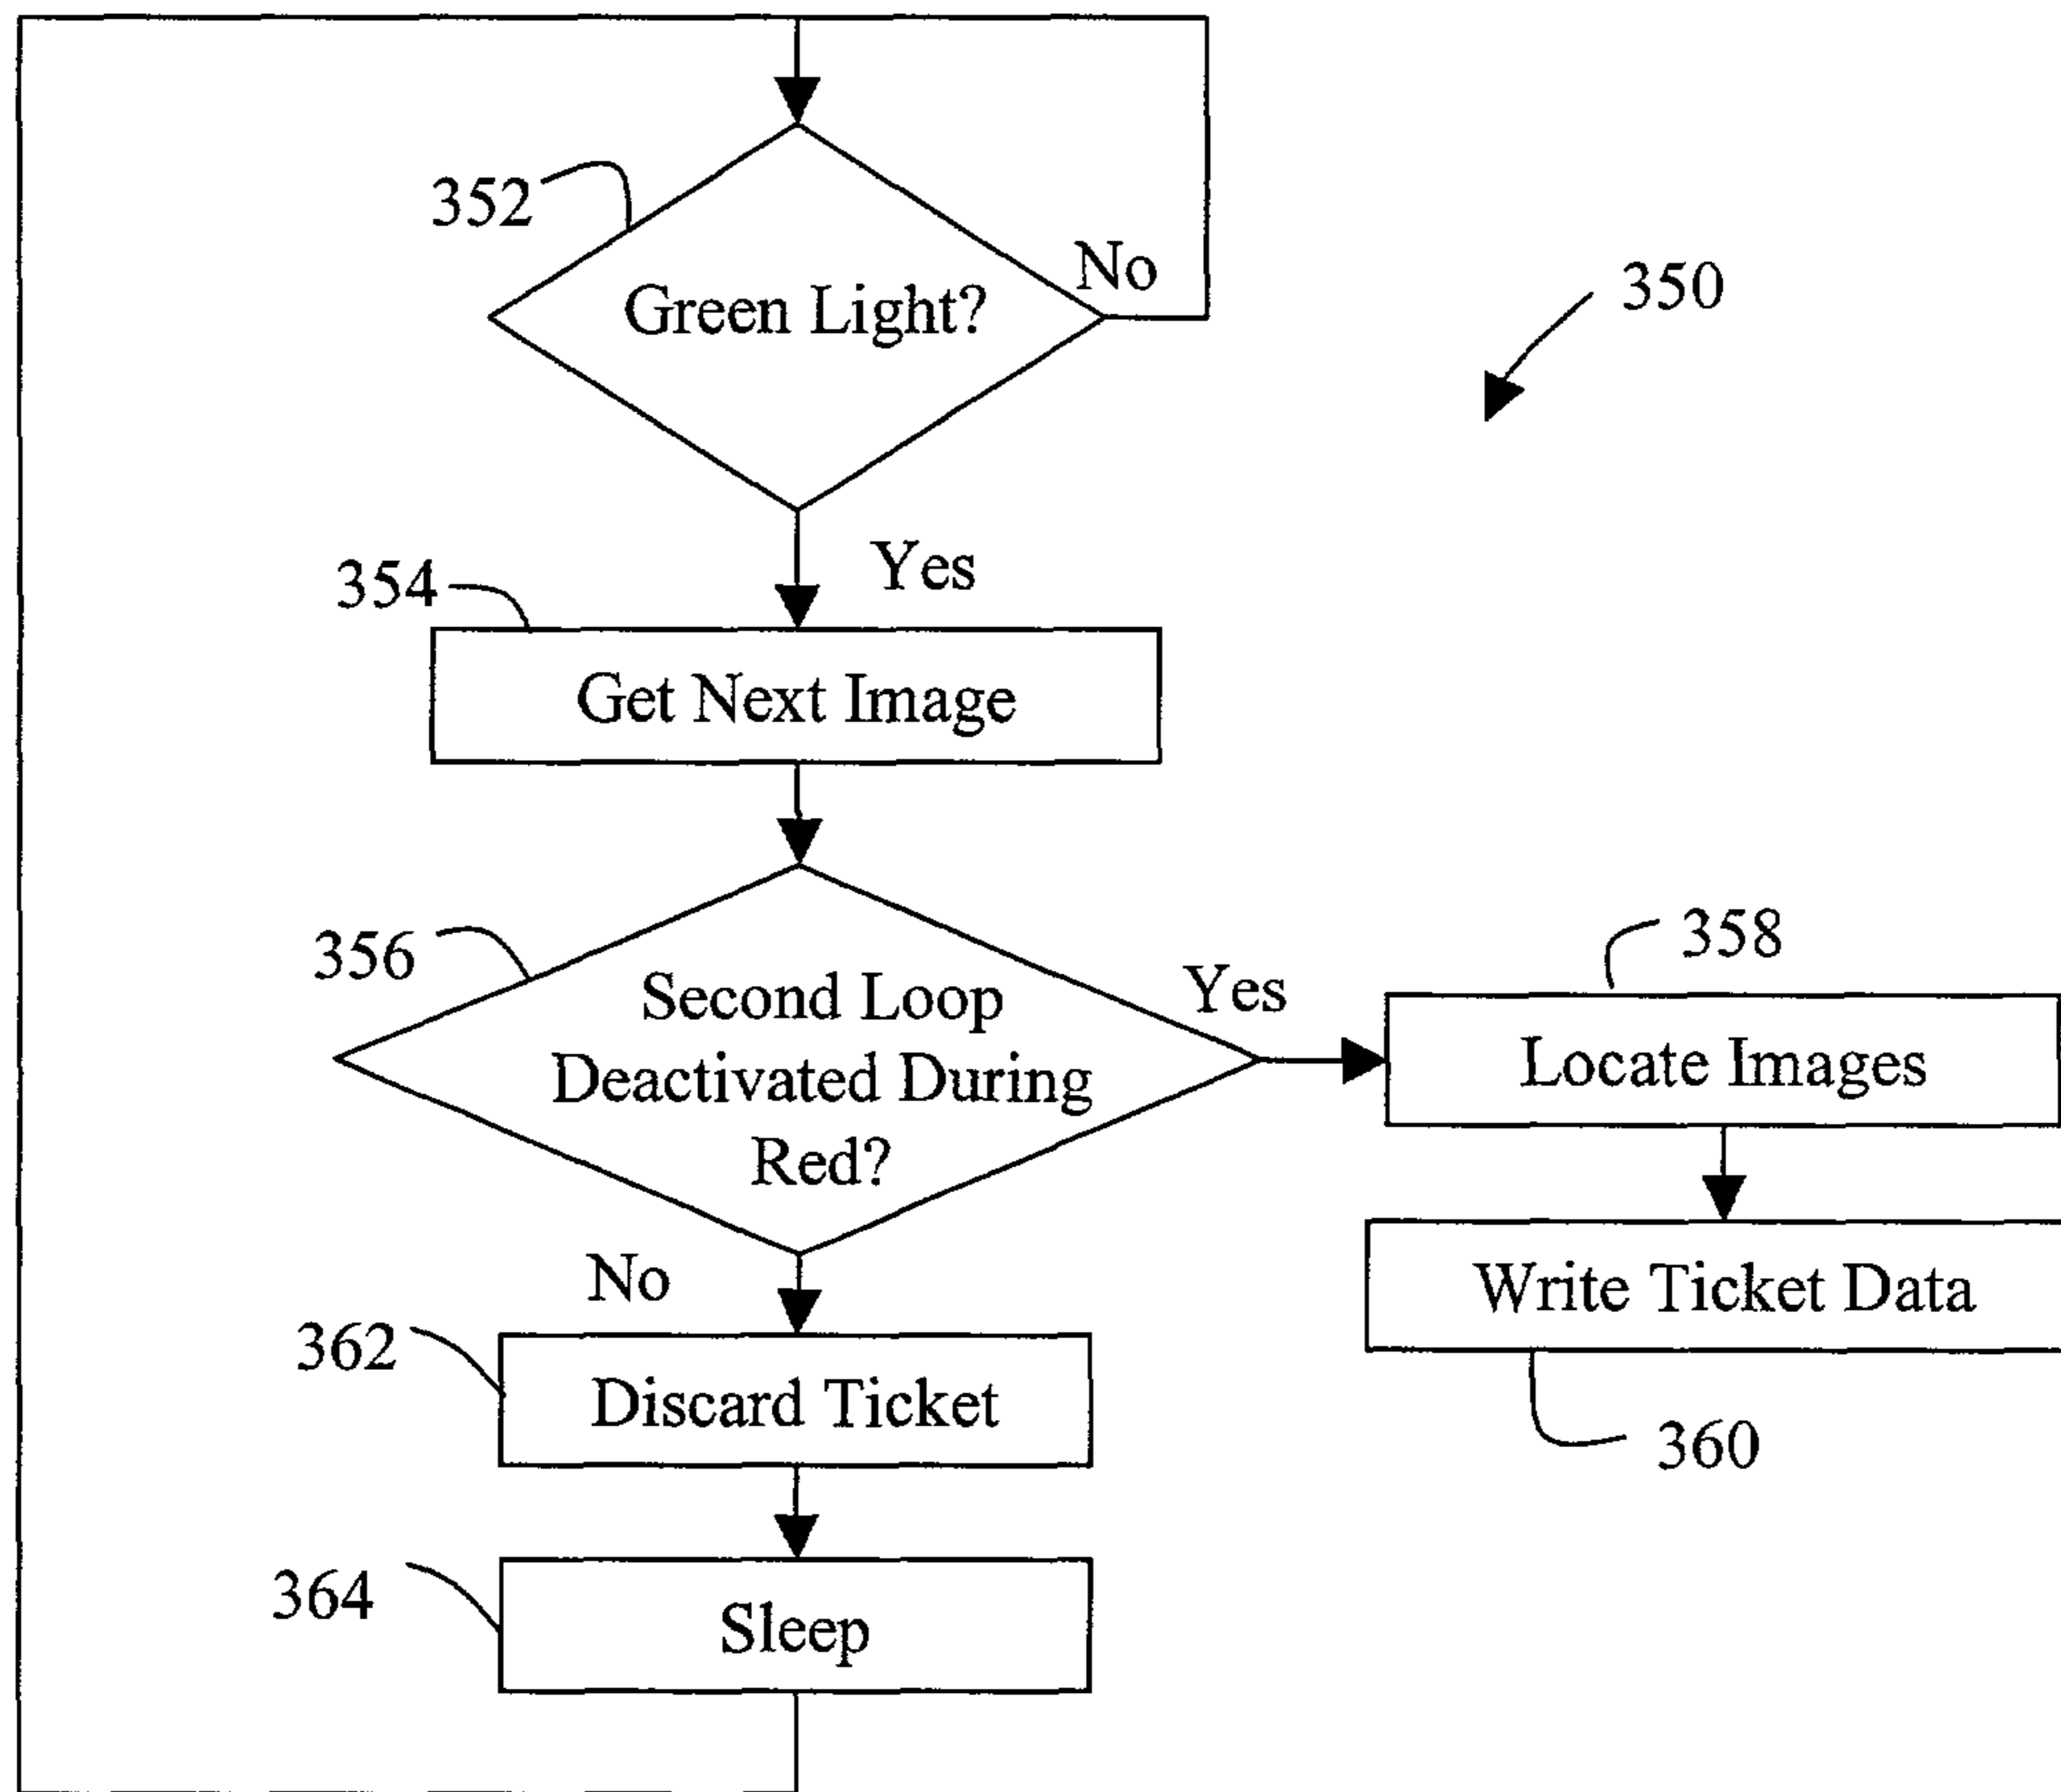 352
Green Light?
No
350
Yes
354
Get Next Image
356
Second Loop
Deactivated During
Red?
Yes
358
Locate Images
Write Ticket Data
360
No
362
Discard Ticket
364
Sleep